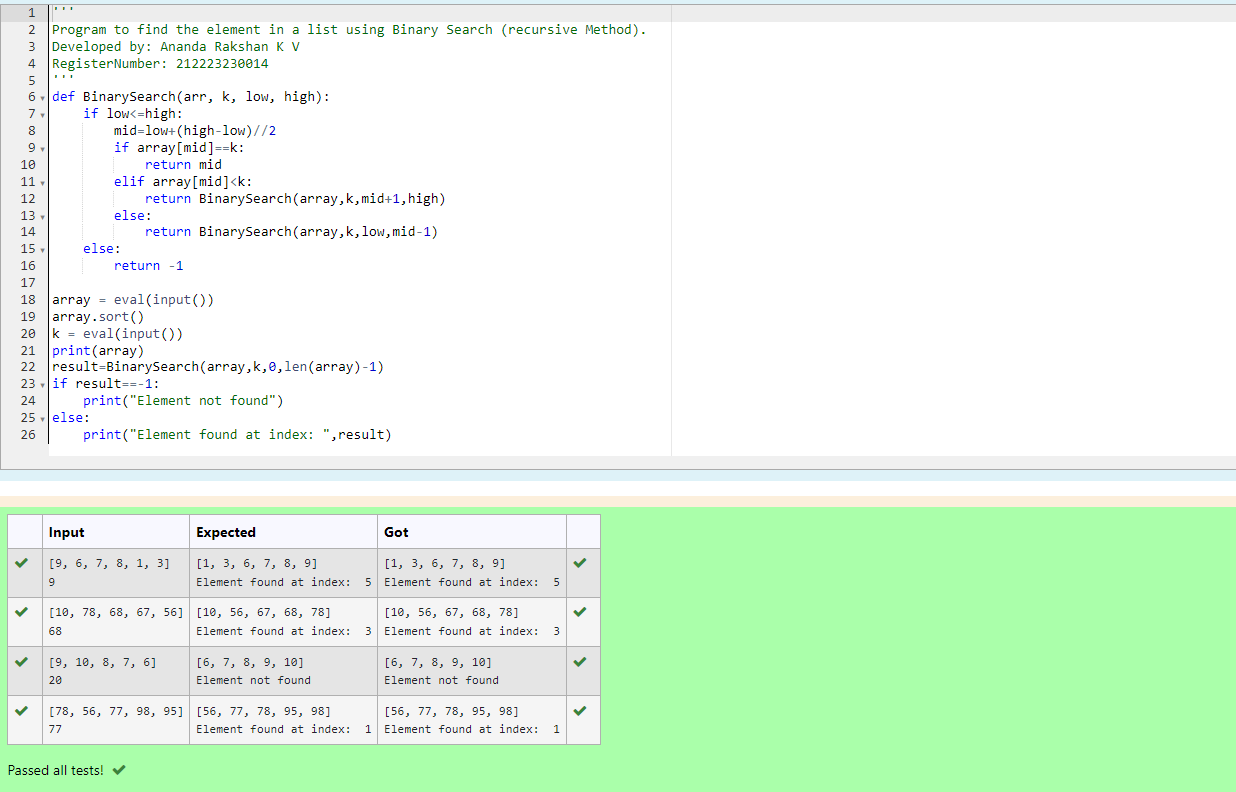 1 '''
2 Program to find the element in a list using Binary Search (recursive Method).
3 Developed by: Ananda Rakshan K V
4 RegisterNumber: 212223230014
5 '''
6 def BinarySearch(arr, k, low, high):
7     if low<=high:
8         mid=low+(high-low)//2
9         if array[mid]==k:
10             return mid
11         elif array[mid]<k:
12             return BinarySearch(array,k,mid+1,high)
13         else:
14             return BinarySearch(array,k,low,mid-1)
15     else:
16         return -1
17
18 array = eval(input())
19 array.sort()
20 k = eval(input())
21 print(array)
22 result=BinarySearch(array,k,0,len(array)-1)
23 if result==-1:
24     print("Element not found")
25 else:
26     print("Element found at index: ",result)
Input Expected Got
[9, 6, 7, 8, 1, 3] [1, 3, 6, 7, 8, 9] [1, 3, 6, 7, 8, 9]
9 Element found at index:  5 Element found at index:  5
[10, 78, 68, 67, 56] [10, 56, 67, 68, 78] [10, 56, 67, 68, 78]
68 Element found at index:  3 Element found at index:  3
[9, 10, 8, 7, 6] [6, 7, 8, 9, 10] [6, 7, 8, 9, 10]
20 Element not found Element not found
[78, 56, 77, 98, 95] [56, 77, 78, 95, 98] [56, 77, 78, 95, 98]
77 Element found at index:  1 Element found at index:  1
Passed all tests!